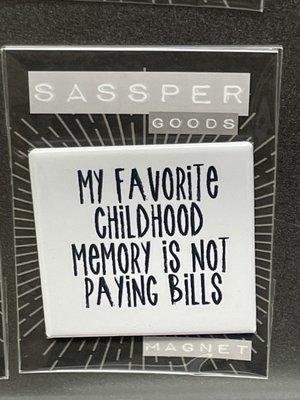 SASSPER
GOODS
MY FAVORiTe
CHiLDHOOD
MeMORY iS NOT
PAYiNG BiLLS
MAGNET